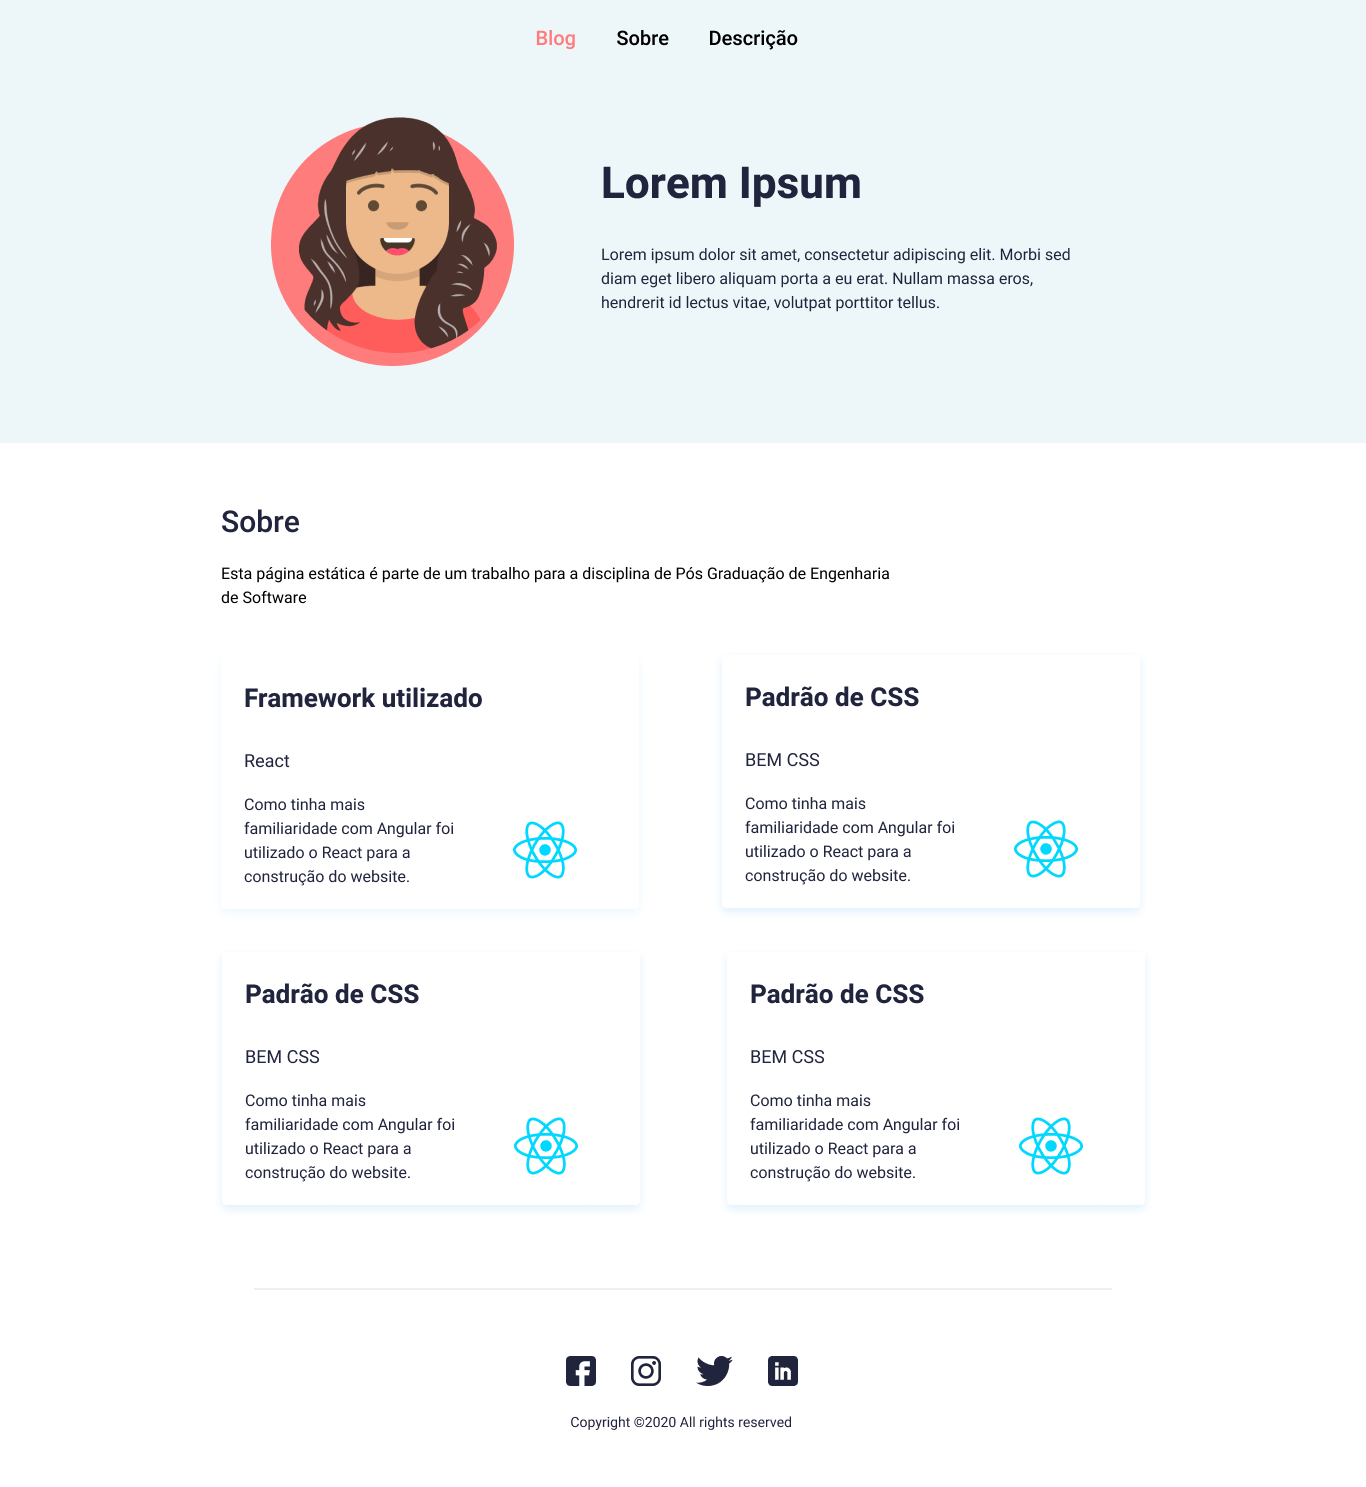 Blog
Sobre
Descrição
Lorem Ipsum
Lorem ipsum dolor sit amet, consectetur adipiscing elit. Morbi sed
diam eget libero aliquam porta a eu erat. Nullam massa eros,
hendrerit id lectus vitae, volutpat porttitor tellus.
Sobre
Esta página estática é parte de um trabalho para a disciplina de Pós Graduação de Engenharia
de Software
Framework utilizado
React
Como tinha mais
familiaridade com Angular foi
utilizado o React para a
construção do website.
Padrão de CSS
BEM CSS
Como tinha mais
familiaridade com Angular foi
utilizado o React para a
construção do website.
Padrão de CSS
BEM CSS
Como tinha mais
familiaridade com Angular foi
utilizado o React para a
construção do website.
Padrão de CSS
BEM CSS
Como tinha mais
familiaridade com Angular foi
utilizado o React para a
construção do website.
Copyright ©2020 All rights reserved